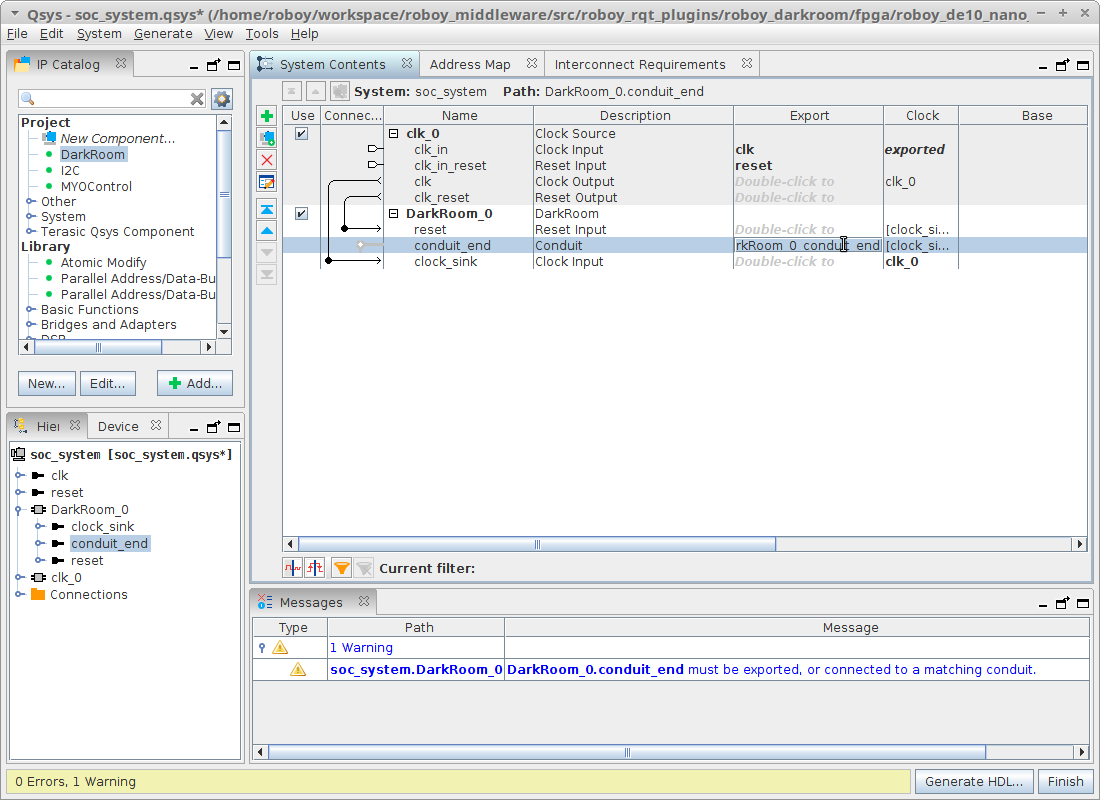 Qsys - soc_system.qsys* (/home/roboy/workspace/roboy_middleware/src/roboy_rqt_plugins/roboy_darkroom/fpga/roboy_de10_nano_
File Edit System Generate View Tools Help
IP Catalog
Project
New Component...
DarkRoom
I2C
MYOControl
Other
System
Terasic Qsys Component
Library
Atomic Modify
Parallel Address/Data-Bu
Parallel Address/Data-Bu
Basic Functions
Bridges and Adapters
DSP
New... Edit... Add...
Hier Device
soc_system [soc_system.qsys*]
clk
reset
DarkRoom_0
clock_sink
conduit_end
reset
clk_0
Connections
System Contents Address Map Interconnect Requirements
System: soc_system Path: DarkRoom_0.conduit_end
Use Connec... Name Description Export Clock Base
clk_0 Clock Source
clk_in Clock Input clk exported
clk_in_reset Reset Input reset
clk Clock Output Double-click to clk_0
clk_reset Reset Output Double-click to
DarkRoom_0 DarkRoom
reset Reset Input Double-click to [clock_si...
conduit_end Conduit rkRoom_0_conduit_end [clock_si...
clock_sink Clock Input Double-click to clk_0
Current filter:
Messages
Type Path Message
1 Warning
soc_system.DarkRoom_0 DarkRoom_0.conduit_end must be exported, or connected to a matching conduit.
0 Errors, 1 Warning
Generate HDL... Finish